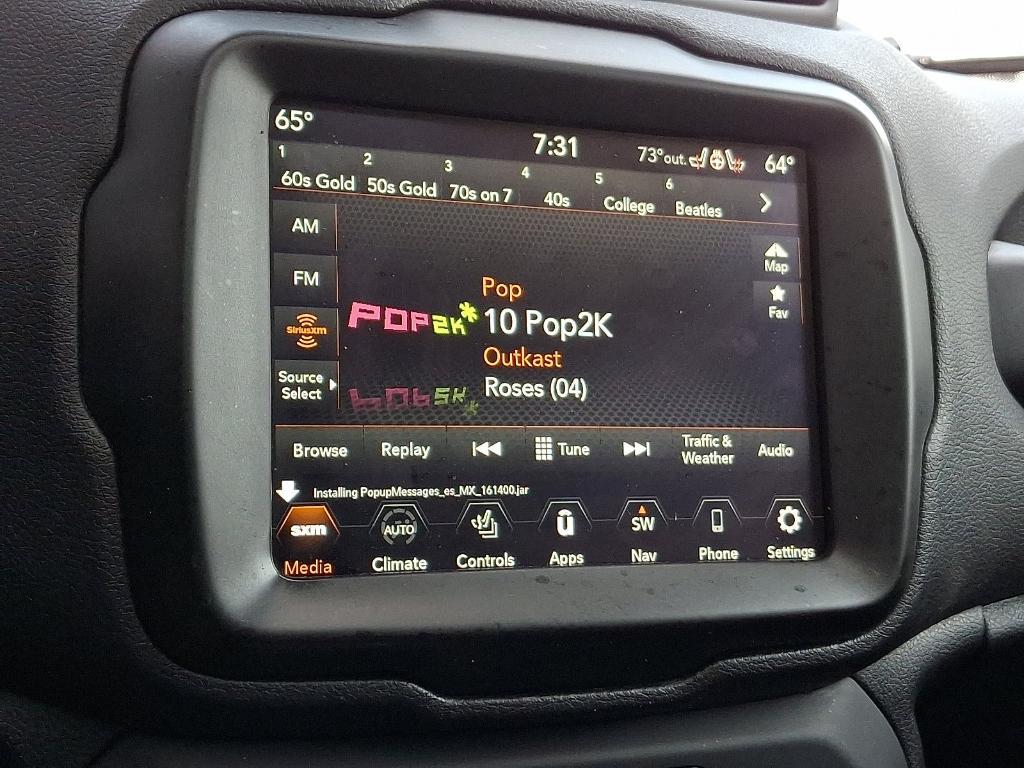 65°
7:31
73°out.
64°
1 2 3 4 5 6
60s Gold 50s Gold 70s on 7 40s College Beatles
AM
FM
SiriusXM
Source
Select
Map
Fav
Pop
POP2K*
10 Pop2K
Outkast
Roses (04)
Browse Replay Tune Traffic & Audio
Weather
Installing PopupMessages_es_MX_161400.jar
sxm AUTO ū SW
Media Climate Controls Apps Nav Phone Settings